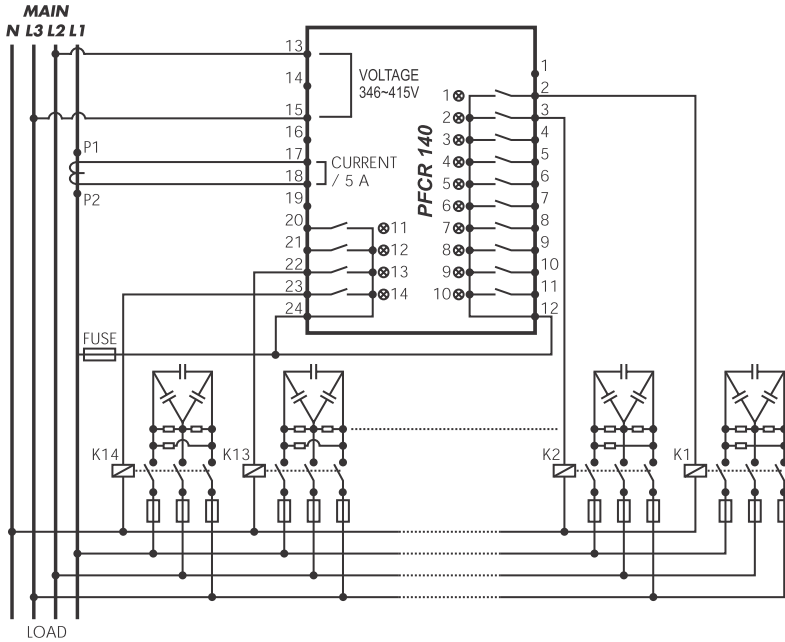 MAIN
N L3 L2 L1
13
14
15
16
17
18
19
20
21
22
23
24
VOLTAGE
346~415V
CURRENT
/ 5 A
P1
P2
11
12
13
14
PFCR 140
1
2
3
4
5
6
7
8
9
10
1
2
3
4
5
6
7
8
9
10
11
12
FUSE
K14
K13
K2
K1
LOAD